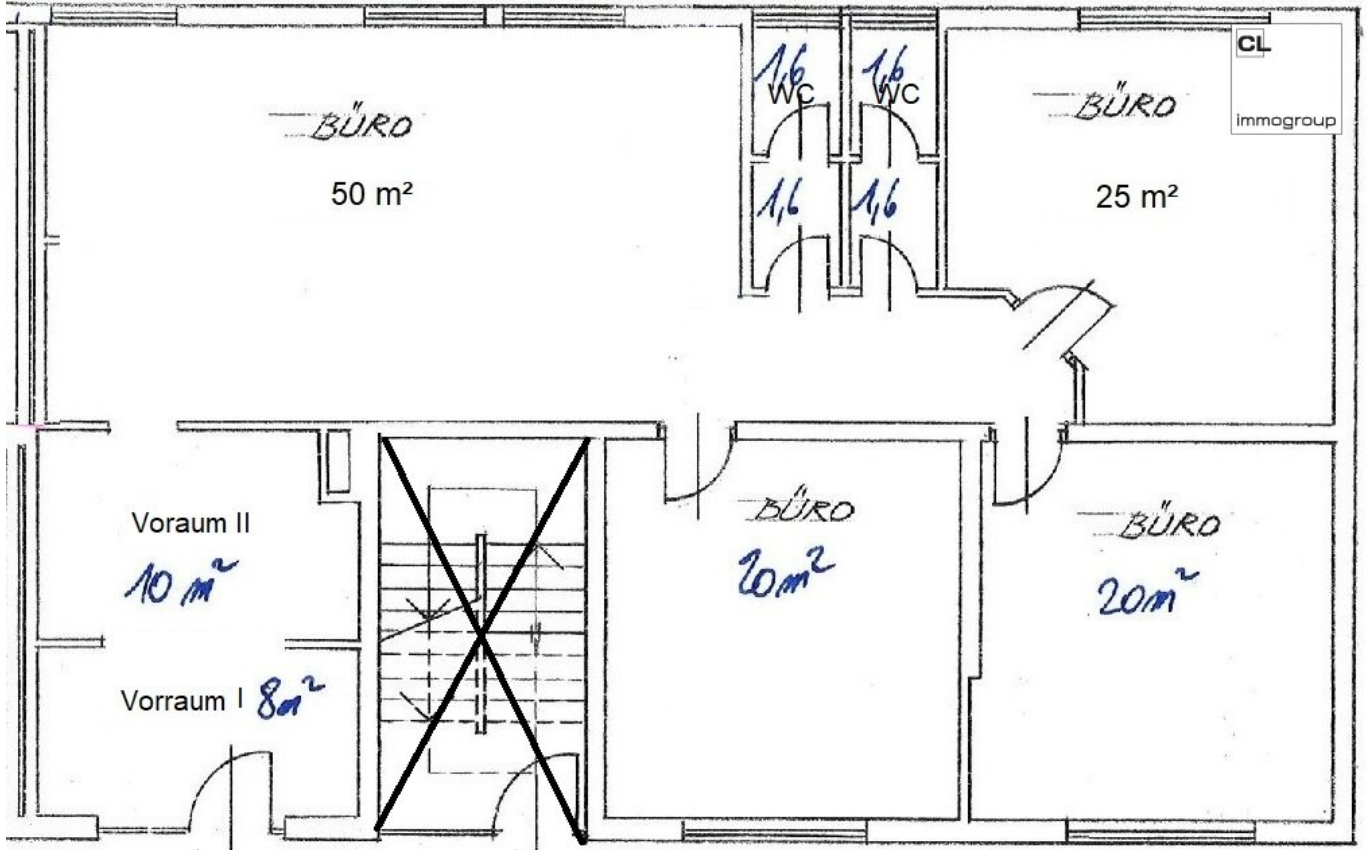 CL
immogroup
1,6
WC
1,6
WC
BÜRO
50 m²
BÜRO
25 m²
1,6
1,6
Voraum II
10 m²
BÜRO
20m²
BÜRO
20m²
Vorraum I 8m²